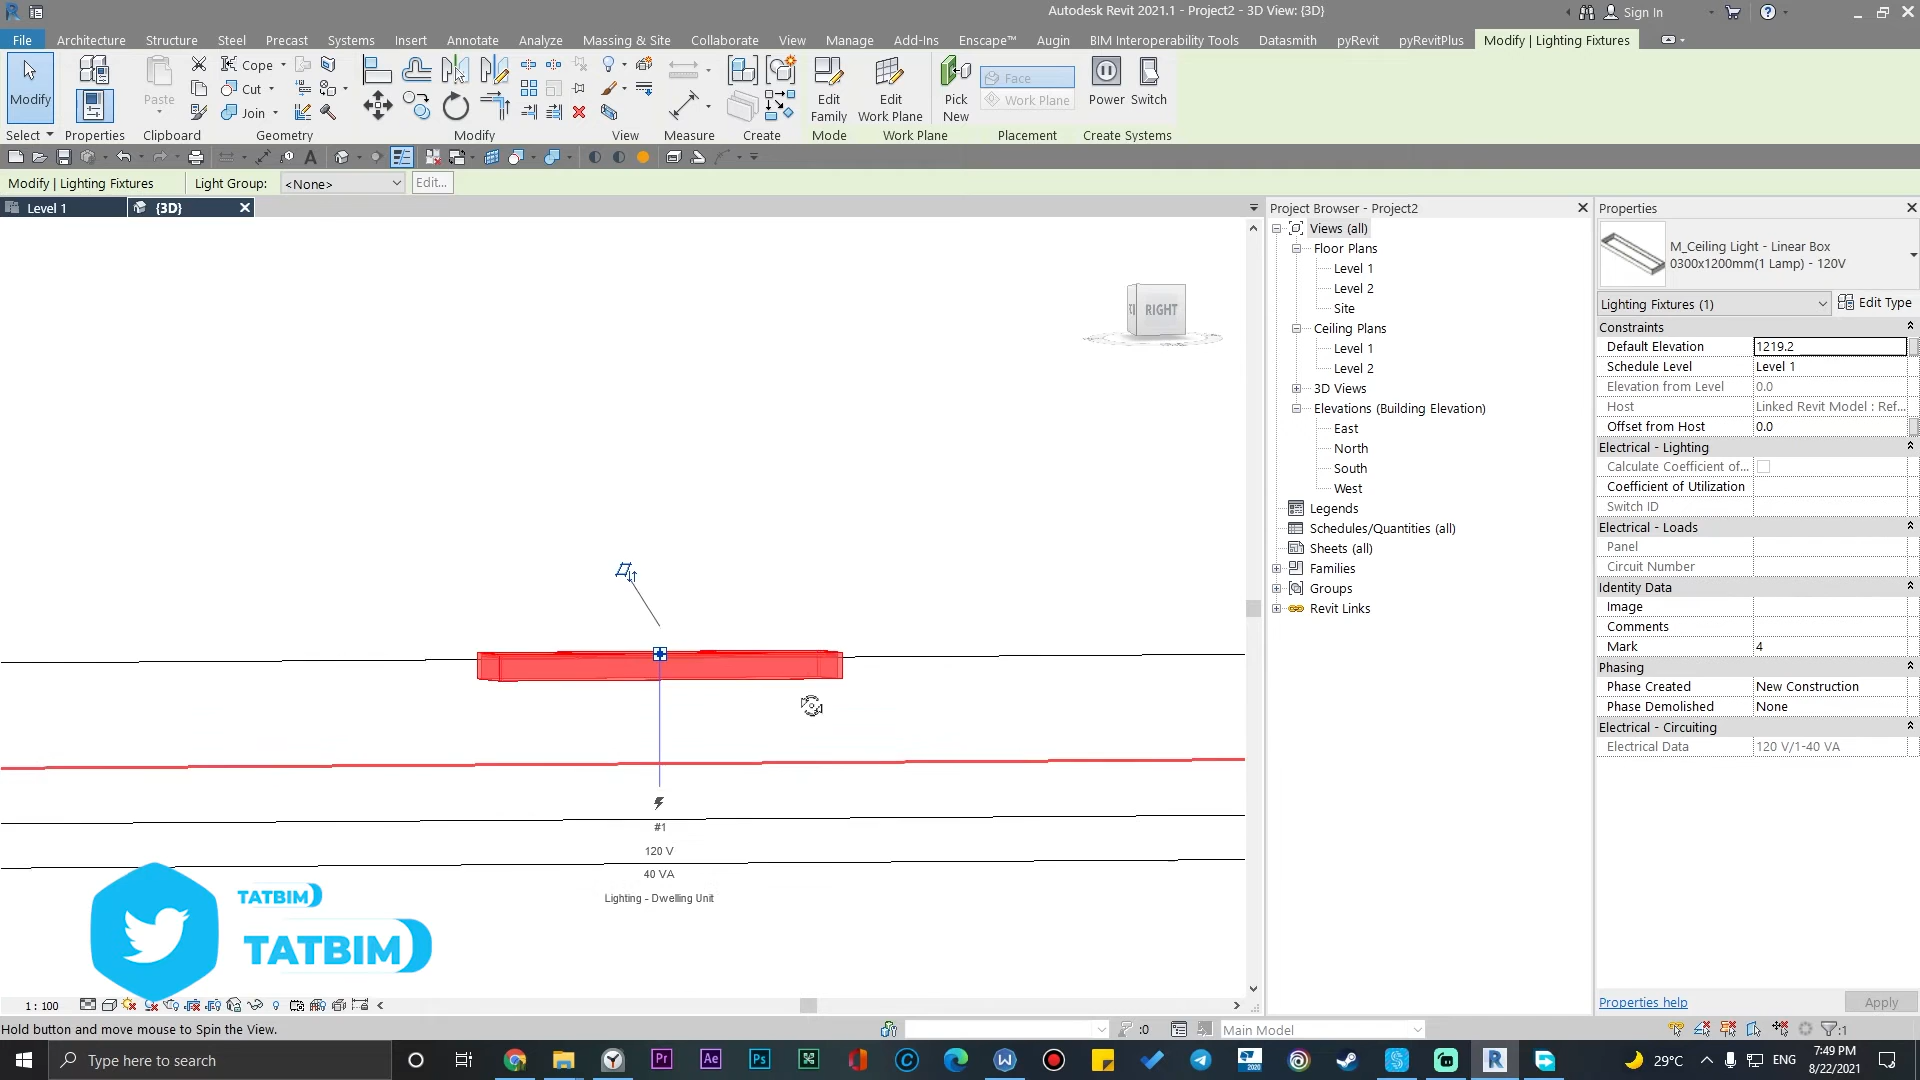 Autodesk Revit 2021.1 - Project2 - 3D View: {3D}
Sign In
File Architecture Structure Steel Precast Systems Insert Annotate Analyze Massing & Site Collaborate View Manage Add-Ins Enscape™ Augin BIM Interoperability Tools Datasmith pyRevit pyRevitPlus Modify | Lighting Fixtures
Modify
Paste
Cope
Cut
Join
Edit Family
Edit Work Plane
Pick New
Face
Work Plane
Power Switch
Select Properties Clipboard Geometry Modify View Measure Create Mode Work Plane Placement Create Systems
Modify | Lighting Fixtures Light Group: <None> Edit...
Level 1 {3D}
RIGHT
#1
120 V
40 VA
Lighting - Dwelling Unit
TATBIM
TATBIM
1 : 100
Project Browser - Project2
Views (all)
Floor Plans
Level 1
Level 2
Site
Ceiling Plans
Level 1
Level 2
3D Views
Elevations (Building Elevation)
East
North
South
West
Legends
Schedules/Quantities (all)
Sheets (all)
Families
Groups
Revit Links
Properties
M_Ceiling Light - Linear Box
0300x1200mm(1 Lamp) - 120V
Lighting Fixtures (1) Edit Type
Constraints
Default Elevation 1219.2
Schedule Level Level 1
Elevation from Level 0.0
Host Linked Revit Model : Ref...
Offset from Host 0.0
Electrical - Lighting
Calculate Coefficient of...
Coefficient of Utilization
Switch ID
Electrical - Loads
Panel
Circuit Number
Identity Data
Image
Comments
Mark 4
Phasing
Phase Created New Construction
Phase Demolished None
Electrical - Circuiting
Electrical Data 120 V/1-40 VA
Properties help Apply
Hold button and move mouse to Spin the View. :0 Main Model :1
Type here to search
29°C ENG
7:49 PM
8/22/2021